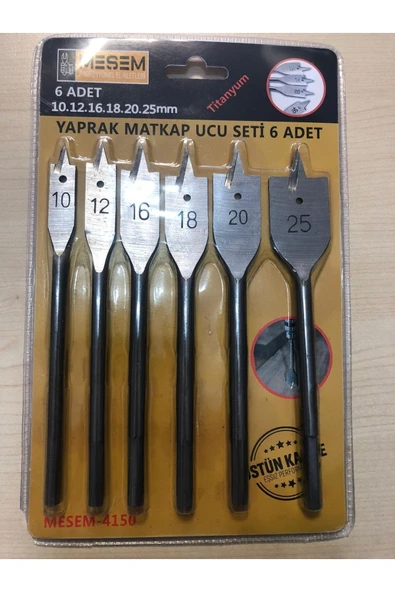 MESEM
6 ADET
10.12.16.18.20.25mm
Titanyum
YAPRAK MATKAP UCU SETİ 6 ADET
10
12
16
18
20
25
MESEM-4150